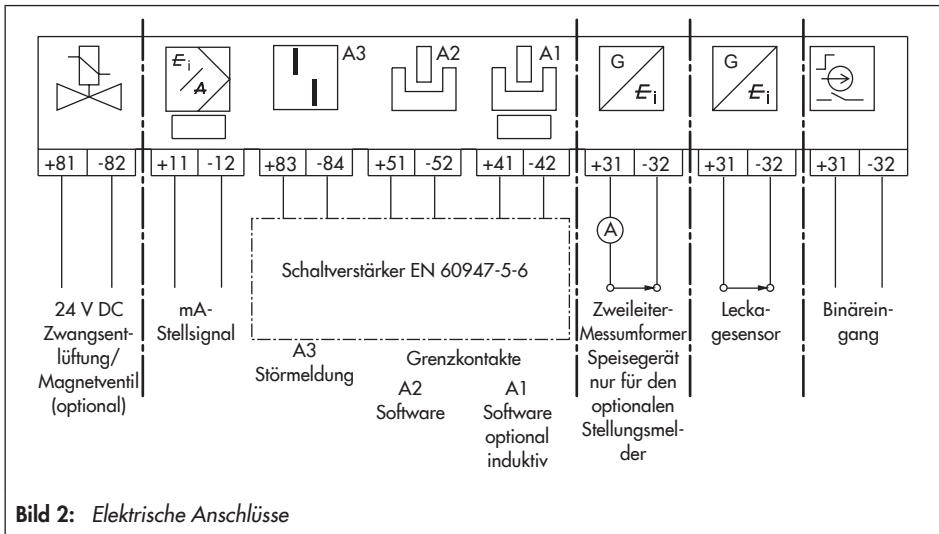 A3
A2
A1
E i
A
G
E i
G
E i
+81 -82 +11 -12 +83 -84 +51 -52 +41 -42 +31 -32 +31 -32 +31 -32
A
Schaltverstärker EN 60947-5-6
24 V DC
Zwangsent-
lüftung/
Magnetventil
(optional)
mA-
Stellsignal
A3
Störmeldung
Grenzkontakte
A2
Software
A1
Software
optional
induktiv
Zweileiter-
Messumformer
Speisegerät
nur für den
optionalen
Stellungsmel-
der
Lecka-
gesensor
Binärein-
gang
Bild 2: Elektrische Anschlüsse